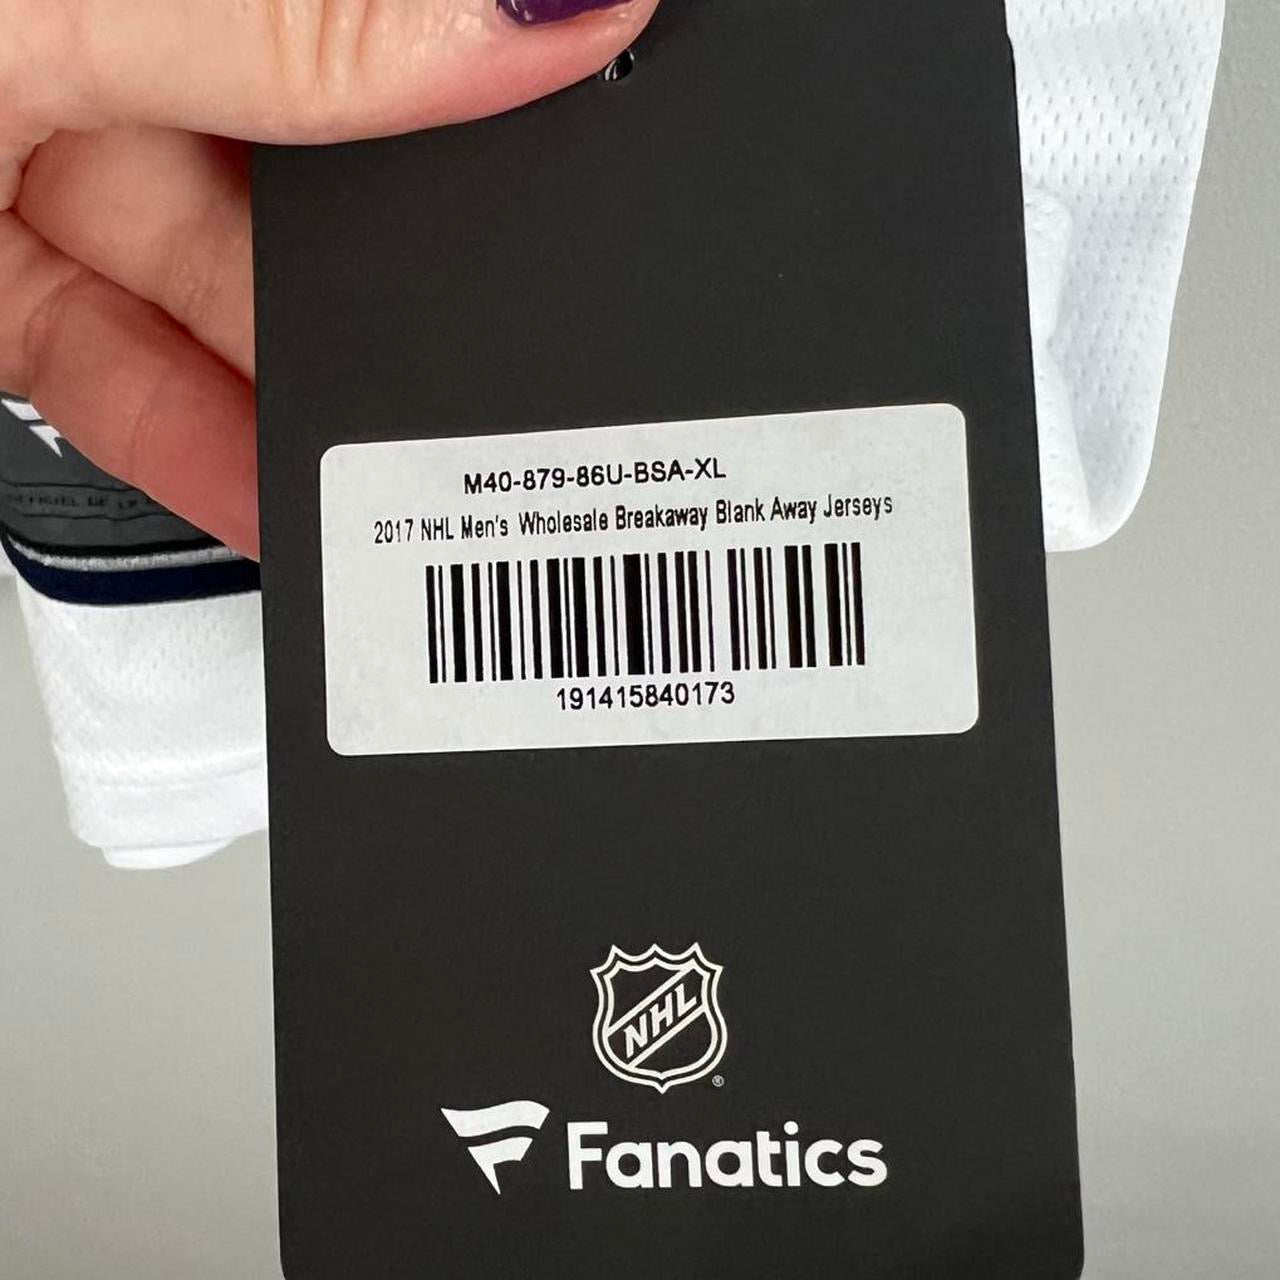 M40-879-86U-BSA-XL
2017 NHL Men's Wholesale Breakaway Blank Away Jerseys
191415840173
NHL
®
Fanatics